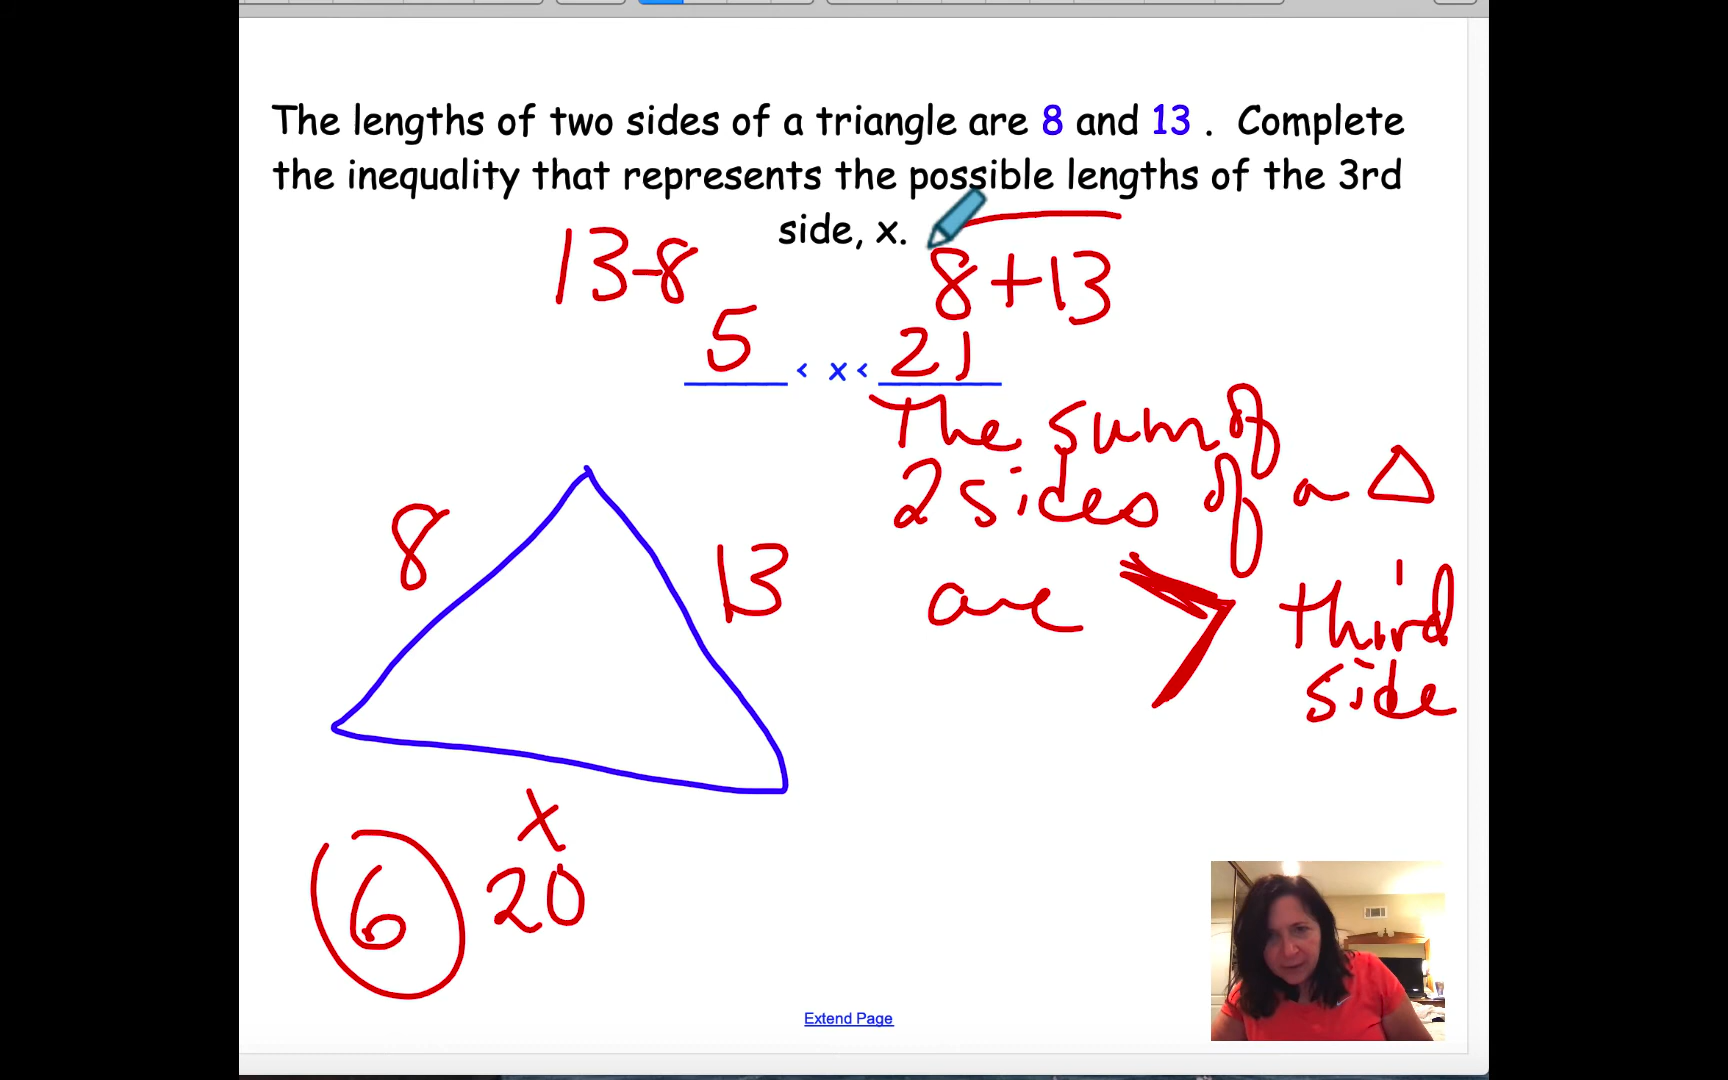 The lengths of two sides of a triangle are 8 and 13 . Complete
the inequality that represents the possible lengths of the 3rd
side, x.
13-8
8+13
5 < x < 21
The sum of
2 sides of a △
are > third
side
8
13
x
6
20
Extend Page